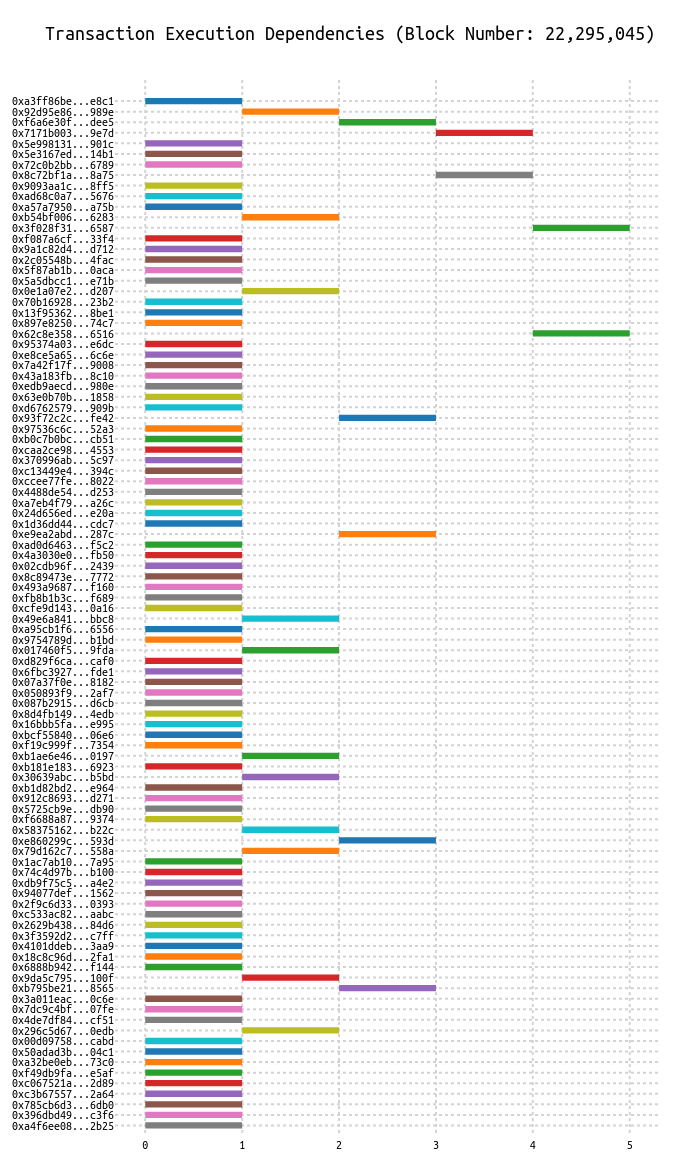 Transaction Execution Dependencies (Block Number: 22,295,045)
0xa3ff86be...e8c1
0x92d95e86...989e
0xf6a6e30f...dee5
0x7171b003...9e7d
0x5e998131...901c
0x5e3167ed...14b1
0x72c0b2bb...6789
0x8c72bf1a...8a75
0x9093aa1c...8ff5
0xad68c0a7...5676
0xa57a7950...a75b
0xb54bf006...6283
0x3f028f31...6587
0xf087a6cf...33f4
0x9a1c82d4...d712
0x2c05548b...4fac
0x5f87ab1b...0aca
0x5a5dbcc1...e71b
0x0e1a07e2...d207
0x70b16928...23b2
0x13f95362...8be1
0x897e8250...74c7
0x62c8e358...6516
0x95374a03...e6dc
0xe8ce5a65...6c6e
0x7a42f17f...9008
0x43a183fb...8c10
0xedb9aecd...980e
0x63e0b70b...1858
0xd6762579...909b
0x93f72c2c...fe42
0x97536c6c...52a3
0xb0c7b0bc...cb51
0xcaa2ce98...4553
0x370996ab...5c97
0xc13449e4...394c
0xccee77fe...8022
0x4488de54...d253
0xa7eb4f79...a26c
0x24d656ed...e20a
0x1d36dd44...cdc7
0xe9ea2abd...287c
0xad0d6463...f5c2
0x4a3030e0...fb50
0x02cdb96f...2439
0x8c89473e...7772
0x493a9687...f160
0xfb8b1b3c...f689
0xcfe9d143...0a16
0x49e6a841...bbc8
0xa95cb1f6...6556
0x9754789d...b1bd
0x017460f5...9fda
0xd829f6ca...caf0
0x6fbc3927...fde1
0x07a37f0e...8182
0x050893f9...2af7
0x087b2915...d6cb
0x8d4fb149...4edb
0x16bbb5fa...e995
0xbcf55840...06e6
0xf19c999f...7354
0xb1ae6e46...0197
0xb181e183...6923
0x30639abc...b5bd
0xb1d82bd2...e964
0x912c8693...d271
0x5725cb9e...db90
0xf6688a87...9374
0x58375162...b22c
0xe860299c...593d
0x79d162c7...558a
0x1ac7ab10...7a95
0x74c4d97b...b100
0xdb9f75c5...a4e2
0x94077def...1562
0x2f9c6d33...0393
0xc533ac82...aabc
0x2629b438...84d6
0x3f3592d2...c7ff
0x4101ddeb...3aa9
0x18c8c96d...2fa1
0x6888b942...f144
0x9da5c795...100f
0xb795be21...8565
0x3a011eac...0c6e
0x7dc9c4bf...07fe
0x4de7df84...cf51
0x296c5d67...0edb
0x00d09758...cabd
0x50adad3b...04c1
0xa32be0eb...73c0
0xf49db9fa...e5af
0xc067521a...2d89
0xc3b67557...2a64
0x785cb6d3...6db0
0x396dbd49...c3f6
0xa4f6ee08...2b25
0 1 2 3 4 5